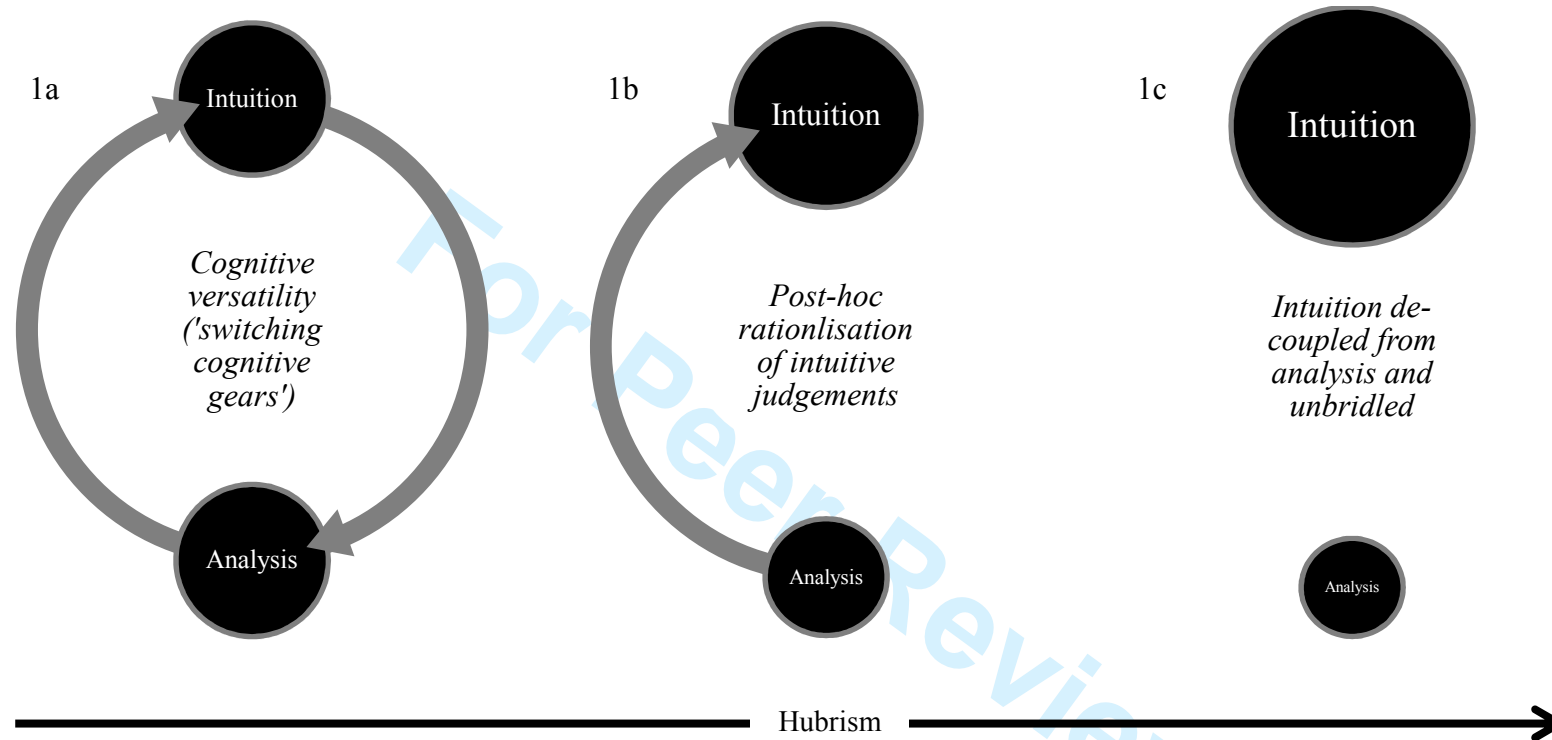 1a
Intuition
Cognitive
versatility
('switching
cognitive
gears')
Analysis
1b
Intuition
Post-hoc
rationlisation
of intuitive
judgements
Analysis
1c
Intuition
Intuition de-
coupled from
analysis and
unbridled
Analysis
Hubrism
For Peer Review